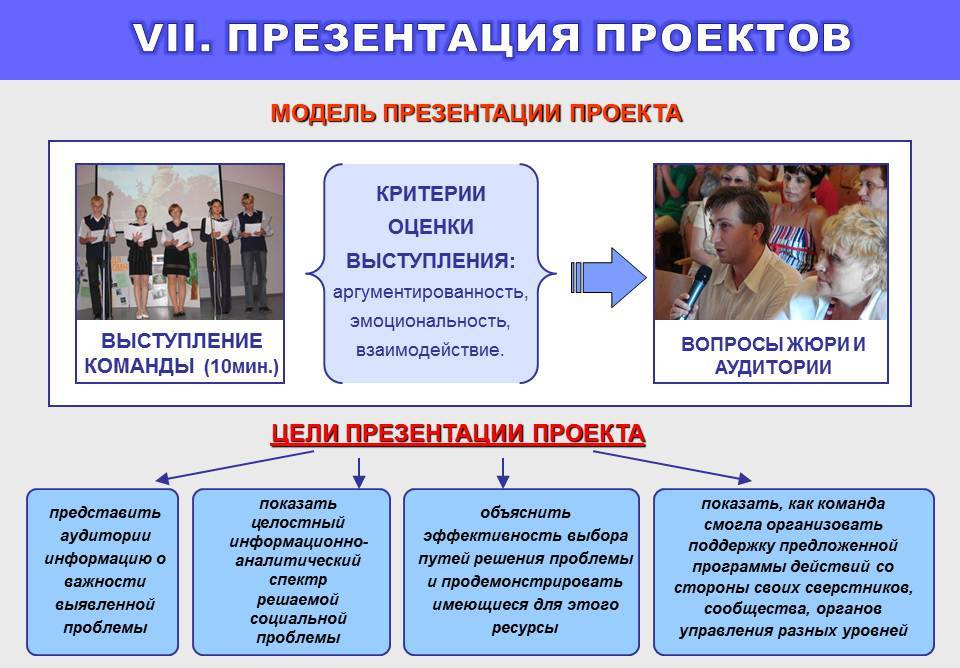 VII. ПРЕЗЕНТАЦИЯ ПРОЕКТОВ
МОДЕЛЬ ПРЕЗЕНТАЦИИ ПРОЕКТА
ВЫСТУПЛЕНИЕ
КОМАНДЫ (10мин.)
КРИТЕРИИ
ОЦЕНКИ
ВЫСТУПЛЕНИЯ:
аргументированность,
эмоциональность,
взаимодействие.
ВОПРОСЫ ЖЮРИ И
АУДИТОРИИ
ЦЕЛИ ПРЕЗЕНТАЦИИ ПРОЕКТА
представить
аудитории
информацию о
важности
выявленной
проблемы
показать
целостный
информационно-
аналитический
спектр
решаемой
социальной
проблемы
объяснить
эффективность выбора
путей решения проблемы
и продемонстрировать
имеющиеся для этого
ресурсы
показать, как команда
смогла организовать
поддержку предложенной
программы действий со
стороны своих сверстников,
сообщества, органов
управления разных уровней